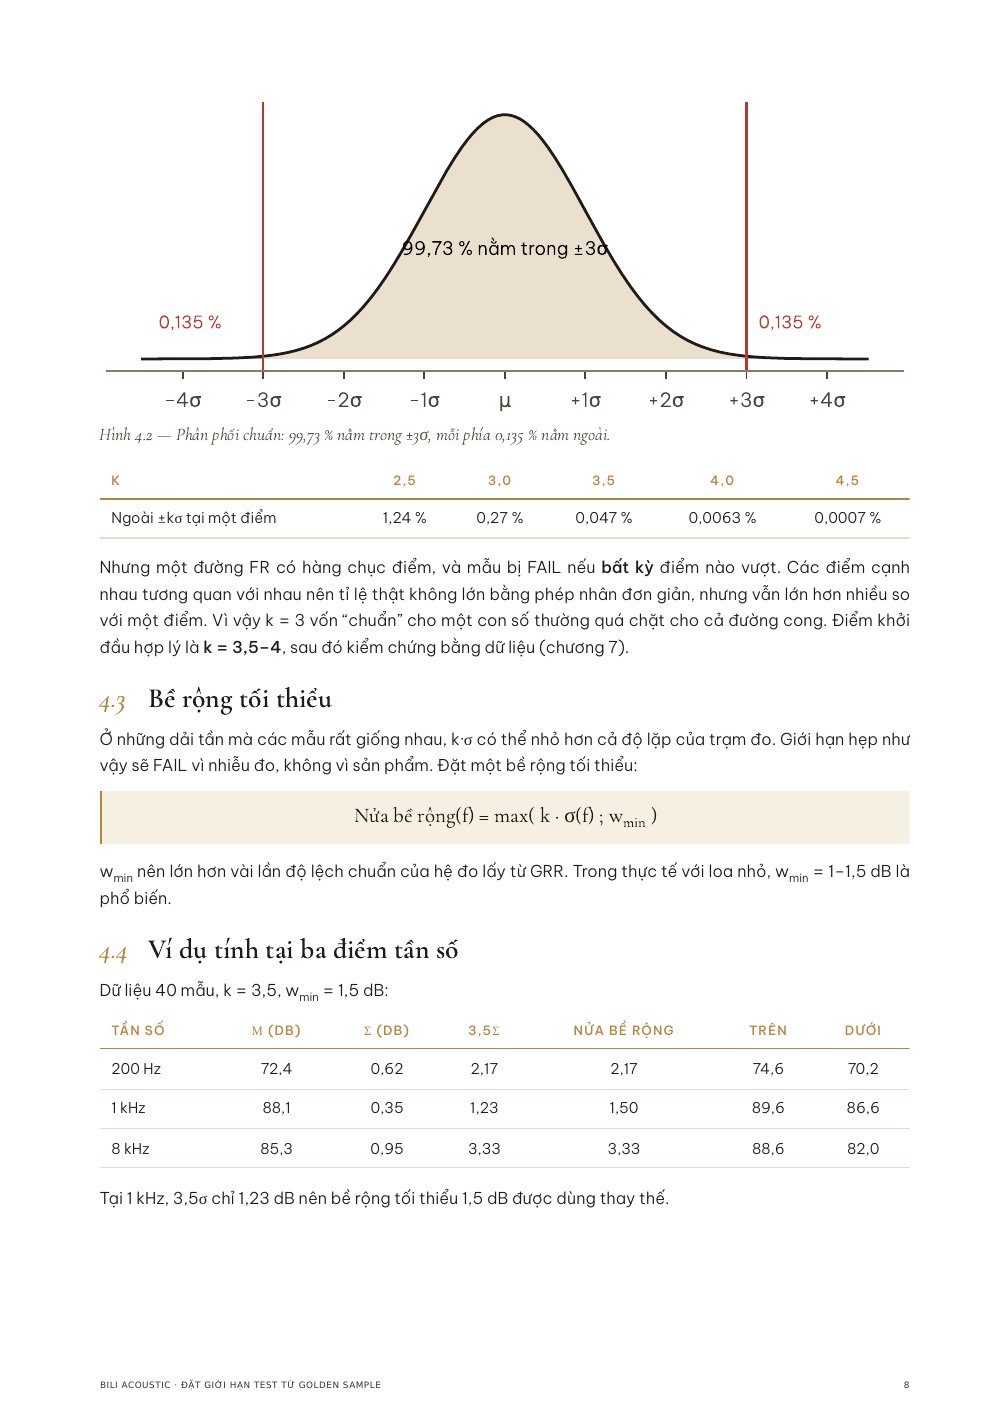 99,73 % nằm trong ±3σ
0,135 %
0,135 %
−4σ −3σ −2σ −1σ μ +1σ +2σ +3σ +4σ
Hình 4.2 — Phân phối chuẩn: 99,73 % nằm trong ±3σ, mỗi phía 0,135 % nằm ngoài.
K 2,5 3,0 3,5 4,0 4,5
Ngoài ±kσ tại một điểm 1,24 % 0,27 % 0,047 % 0,0063 % 0,0007 %
Nhưng một đường FR có hàng chục điểm, và mẫu bị FAIL nếu bất kỳ điểm nào vượt. Các điểm cạnh
nhau tương quan với nhau nên tỉ lệ thật không lớn bằng phép nhân đơn giản, nhưng vẫn lớn hơn nhiều so
với một điểm. Vì vậy k = 3 vốn “chuẩn” cho một con số thường quá chặt cho cả đường cong. Điểm khởi
đầu hợp lý là k = 3,5–4, sau đó kiểm chứng bằng dữ liệu (chương 7).
4.3 Bề rộng tối thiểu
Ở những dải tần mà các mẫu rất giống nhau, k·σ có thể nhỏ hơn cả độ lặp của trạm đo. Giới hạn hẹp như
vậy sẽ FAIL vì nhiễu đo, không vì sản phẩm. Đặt một bề rộng tối thiểu:
Nửa bề rộng(f) = max( k · σ(f) ; wmin )
wmin nên lớn hơn vài lần độ lệch chuẩn của hệ đo lấy từ GRR. Trong thực tế với loa nhỏ, wmin = 1–1,5 dB là
phổ biến.
4.4 Ví dụ tính tại ba điểm tần số
Dữ liệu 40 mẫu, k = 3,5, wmin = 1,5 dB:
TẦN SỐ Μ (DB) Σ (DB) 3,5Σ NỬA BỀ RỘNG TRÊN DƯỚI
200 Hz 72,4 0,62 2,17 2,17 74,6 70,2
1 kHz 88,1 0,35 1,23 1,50 89,6 86,6
8 kHz 85,3 0,95 3,33 3,33 88,6 82,0
Tại 1 kHz, 3,5σ chỉ 1,23 dB nên bề rộng tối thiểu 1,5 dB được dùng thay thế.
BILI ACOUSTIC · ĐẶT GIỚI HẠN TEST TỪ GOLDEN SAMPLE 8